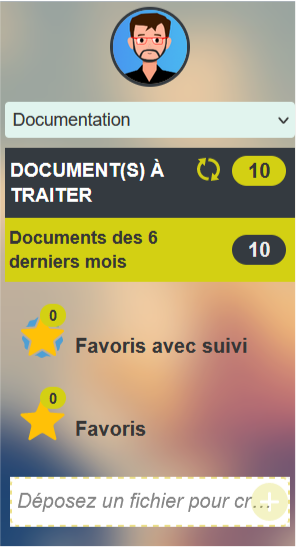 Documentation
DOCUMENT(S) À
TRAITER
10
Documents des 6
derniers mois
10
0
Favoris avec suivi
0
Favoris
Déposez un fichier pour cr...